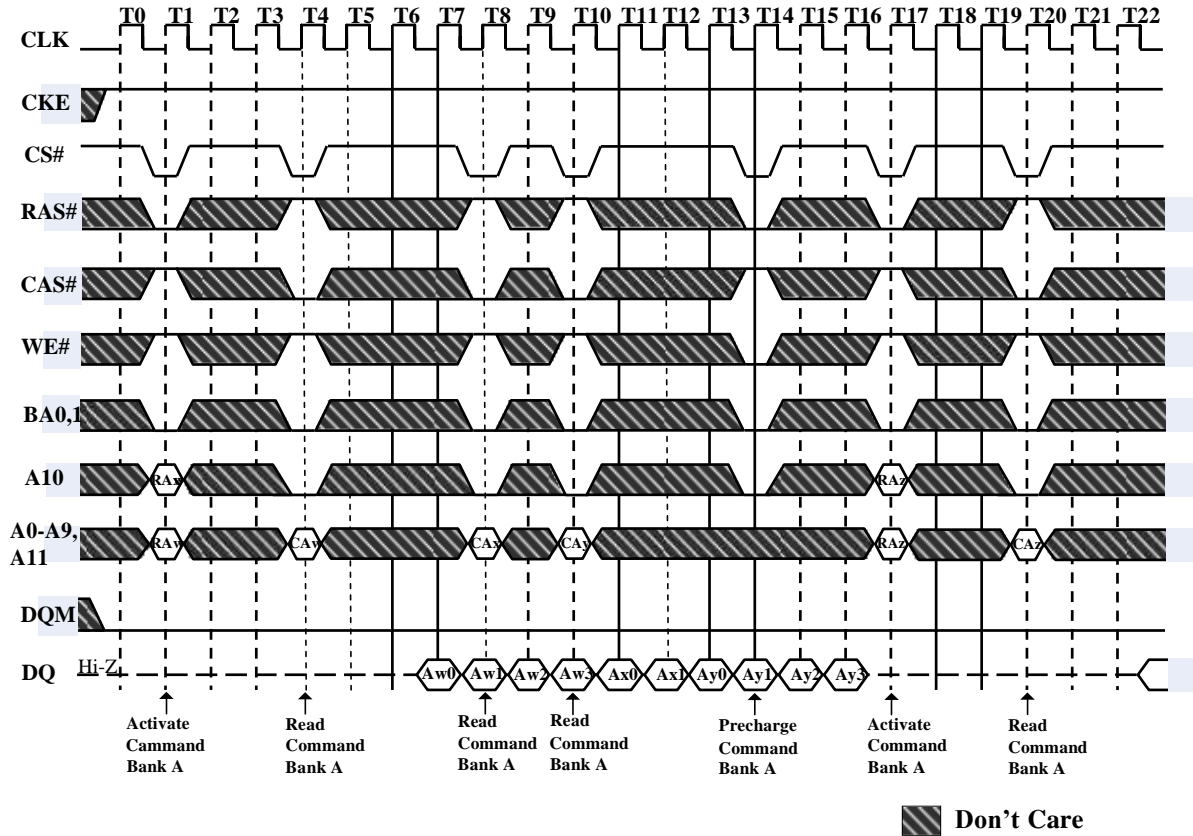 T0 T1 T2 T3 T4 T5 T6 T7 T8 T9 T10 T11 T12 T13 T14 T15 T16 T17 T18 T19 T20 T21 T22
CLK
CKE
CS#
RAS#
CAS#
WE#
BA0,1
A10 RAx RAz
A0-A9,
A11 RAw CAw CAx CAy RAz CAz
DQM
DQ Hi-Z Aw0 Aw1 Aw2 Aw3 Ax0 Ax1 Ay0 Ay1 Ay2 Ay3
Activate
Cammand
Bank A
Read
Command
Bank A
Read
Command
Bank A
Read
Command
Bank A
Precharge
Command
Bank A
Activate
Command
Bank A
Read
Command
Bank A
Don't Care